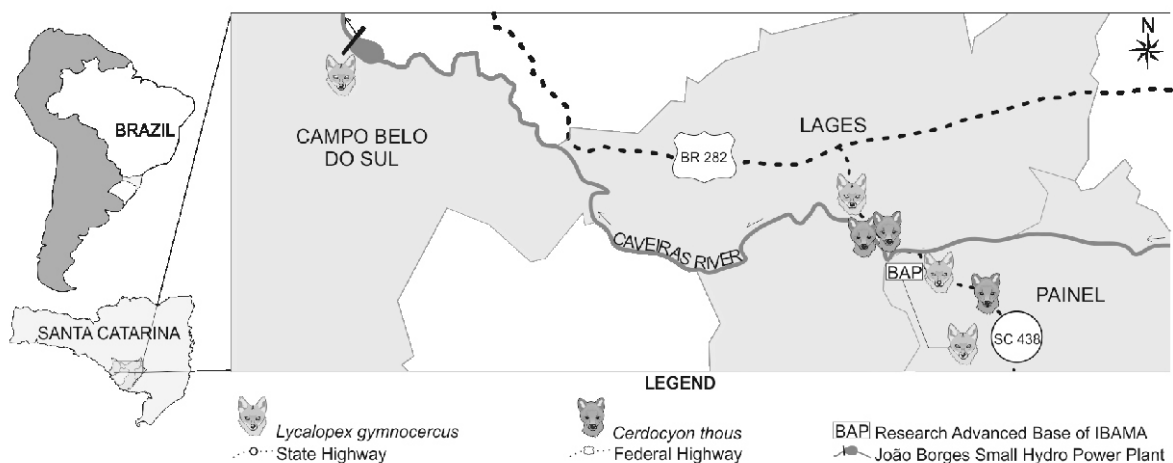 BRAZIL
SANTA CATARINA
N
CAMPO BELO
DO SUL
LAGES
BR 282
CAVEIRAS RIVER
BAP
PAINEL
SC 438
LEGEND
Lycalopex gymnocercus
Cerdocyon thous
BAP Research Advanced Base of IBAMA
State Highway
Federal Highway
João Borges Small Hydro Power Plant